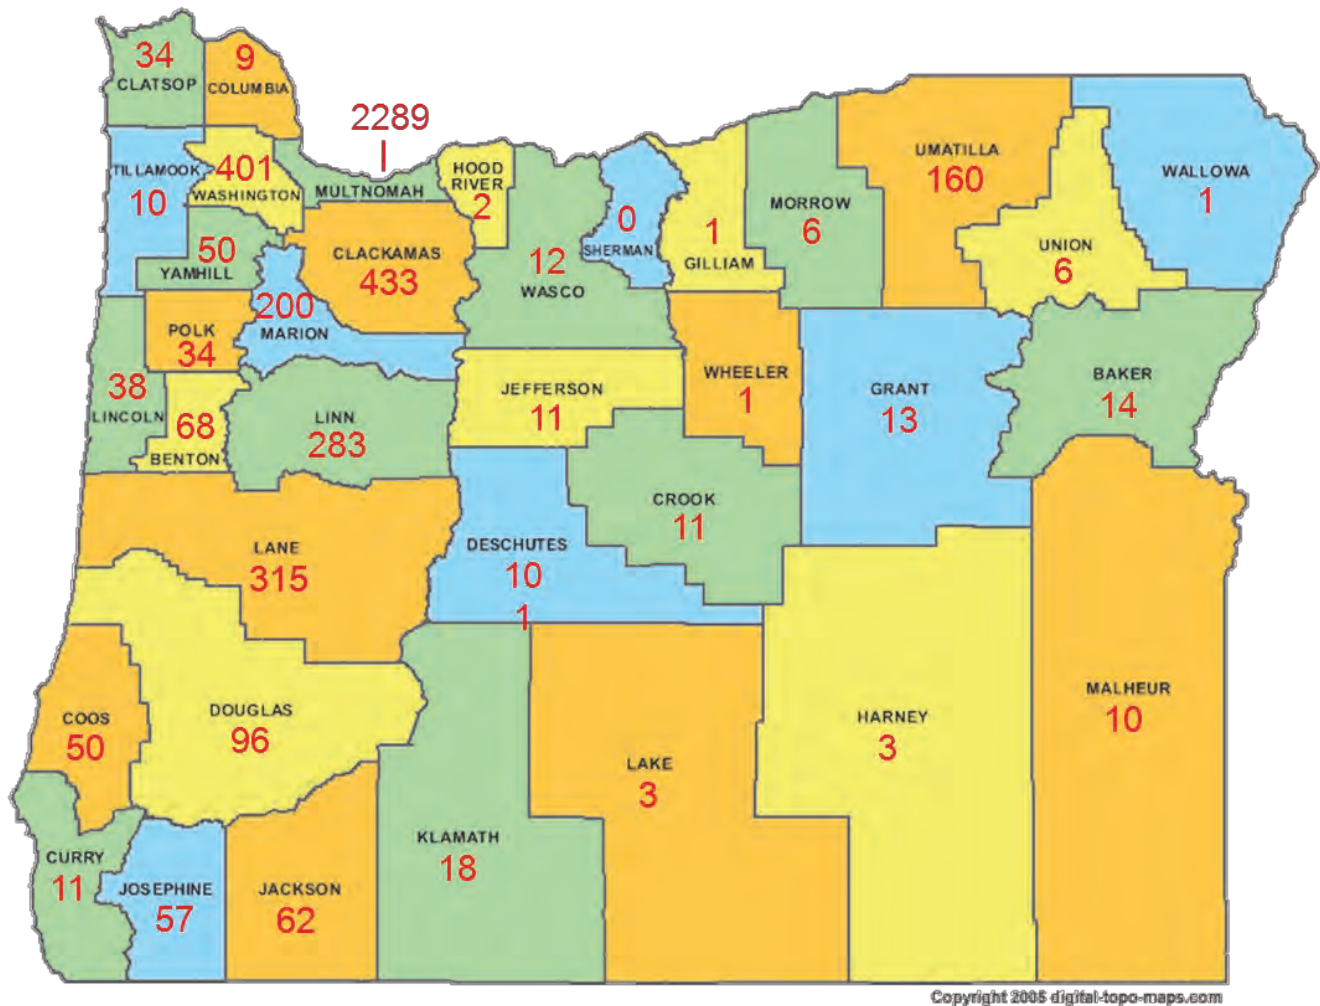 34
CLATSOP
9
COLUMBIA
2289
MULTNOMAH
TILLAMOOK
10
401
WASHINGTON
HOOD
RIVER
2
0
SHERMAN
1
GILLIAM
MORROW
6
UMATILLA
160
WALLOWA
1
UNION
6
50
YAMHILL
CLACKAMAS
433
12
WASCO
200
MARION
POLK
34
38
LINCOLN
68
BENTON
LINN
283
JEFFERSON
11
WHEELER
1
GRANT
13
BAKER
14
CROOK
11
LANE
315
DESCHUTES
10
1
COOS
50
DOUGLAS
96
KLAMATH
18
LAKE
3
HARNEY
3
MALHEUR
10
CURRY
11
JOSEPHINE
57
JACKSON
62
Copyright 2005 digital-topo-maps.com